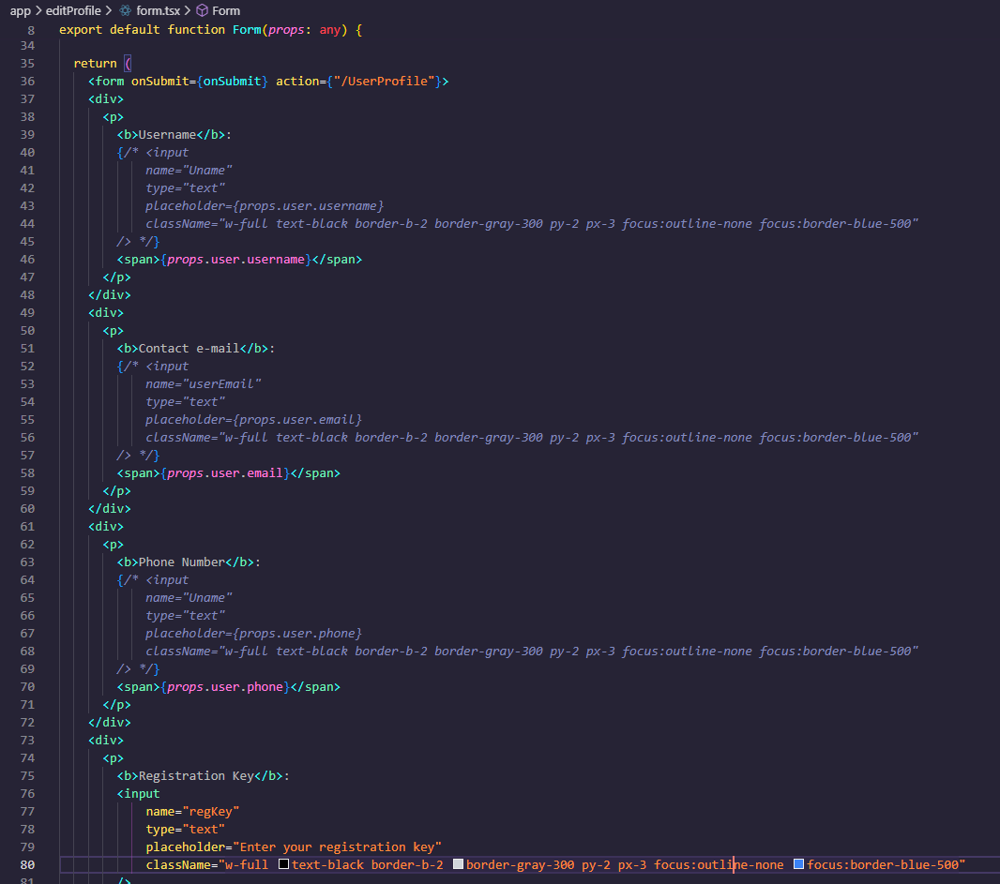 app > editProfile > form.tsx > Form
8 export default function Form(props: any) {
34
35 return (
36 <form onSubmit={onSubmit} action={"/UserProfile"}>
37 <div>
38 <p>
39 <b>Username</b>:
40 {/* <input
41 name="Uname"
42 type="text"
43 placeholder={props.user.username}
44 className="w-full text-black border-b-2 border-gray-300 py-2 px-3 focus:outline-none focus:border-blue-500"
45 /> */}
46 <span>{props.user.username}</span>
47 </p>
48 </div>
49 <div>
50 <p>
51 <b>Contact e-mail</b>:
52 {/* <input
53 name="userEmail"
54 type="text"
55 placeholder={props.user.email}
56 className="w-full text-black border-b-2 border-gray-300 py-2 px-3 focus:outline-none focus:border-blue-500"
57 /> */}
58 <span>{props.user.email}</span>
59 </p>
60 </div>
61 <div>
62 <p>
63 <b>Phone Number</b>:
64 {/* <input
65 name="Uname"
66 type="text"
67 placeholder={props.user.phone}
68 className="w-full text-black border-b-2 border-gray-300 py-2 px-3 focus:outline-none focus:border-blue-500"
69 /> */}
70 <span>{props.user.phone}</span>
71 </p>
72 </div>
73 <div>
74 <p>
75 <b>Registration Key</b>:
76 <input
77 name="regKey"
78 type="text"
79 placeholder="Enter your registration key"
80 className="w-full text-black border-b-2 border-gray-300 py-2 px-3 focus:outline-none focus:border-blue-500"
81 />